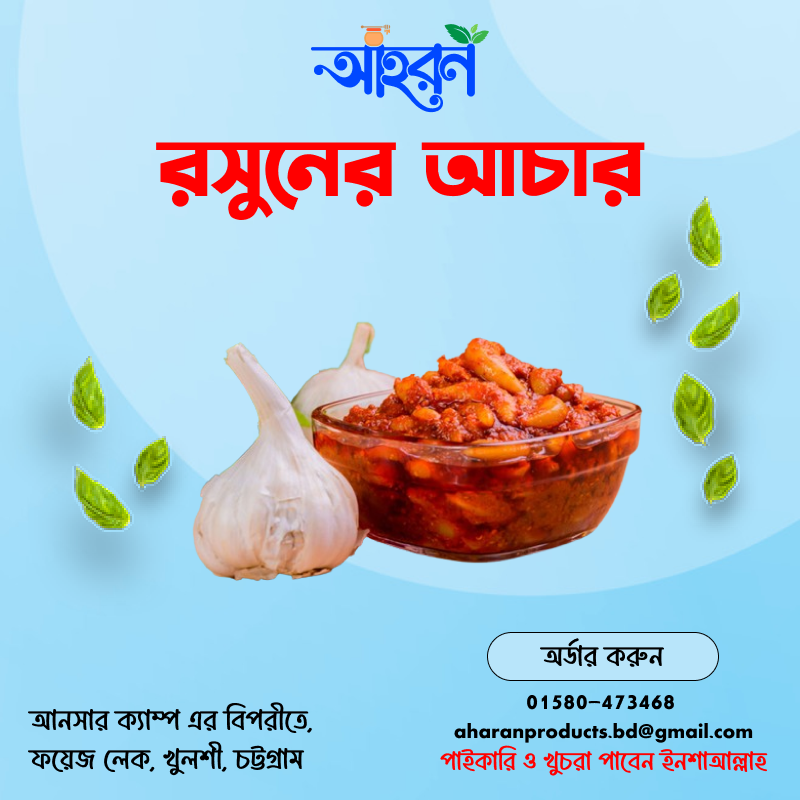 আহরন
রসুনের আচার
অর্ডার করুন
01580-473468
aharanproducts.bd@gmail.com
পাইকারি ও খুচরা পাবেন ইনশাআল্লাহ
আনসার ক্যাম্প এর বিপরীতে,
ফয়েজ লেক, খুলশী, চট্টগ্রাম